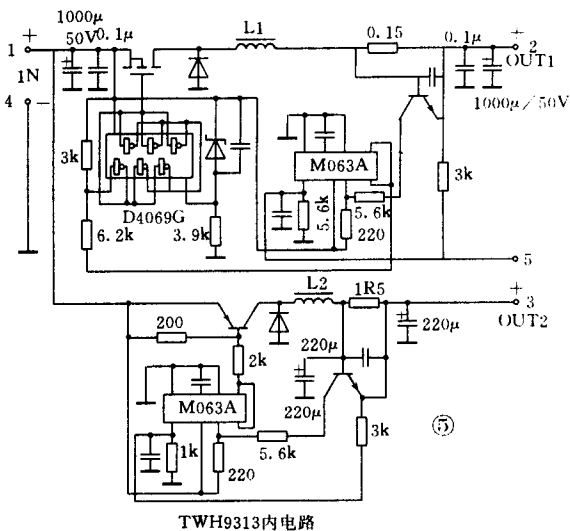 1000μ
50V 0.1μ
L1
0.15
0.1μ
1
+
+
+
+
2
OUT1
1N
4
-
1000μ/50V
3k
D4069G
M063A
3k
6.2k
3.9k
5.6k
5.6k
220
5
L2
1R5
+
3
OUT2
200
220μ
+
2k
220μ
+
M063A
220μ
3k
⑤
1k
5.6k
220
TWH9313内电路